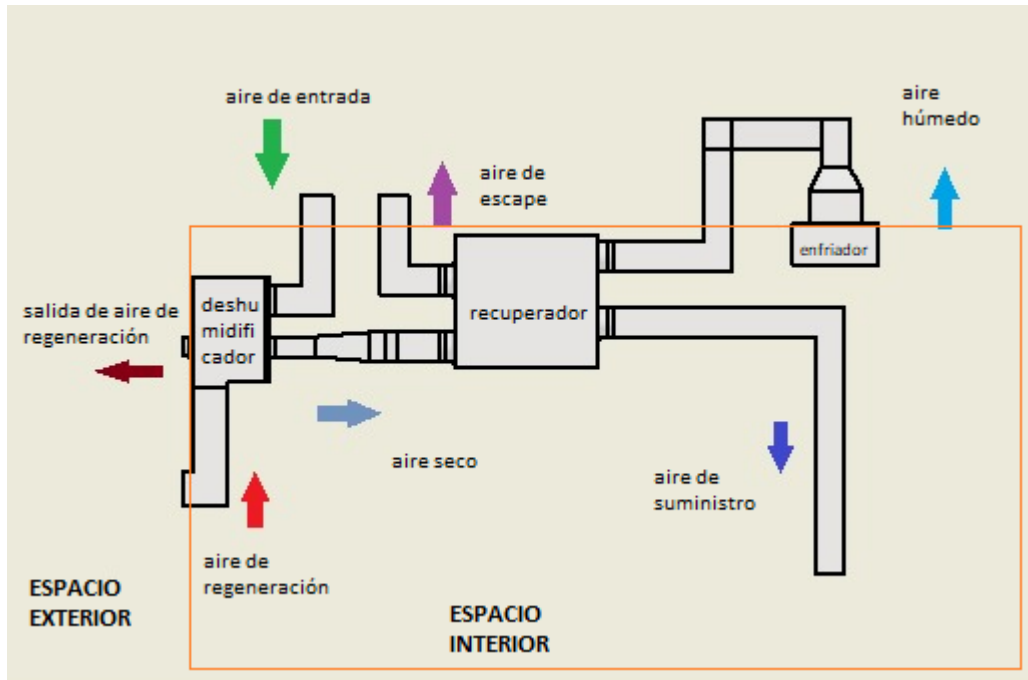 aire de entrada
aire
húmedo
aire de
escape
enfriador
salida de aire de
regeneración
deshu
midifi
cador
recuperador
aire seco
aire de
suministro
aire de
regeneración
ESPACIO
EXTERIOR
ESPACIO
INTERIOR